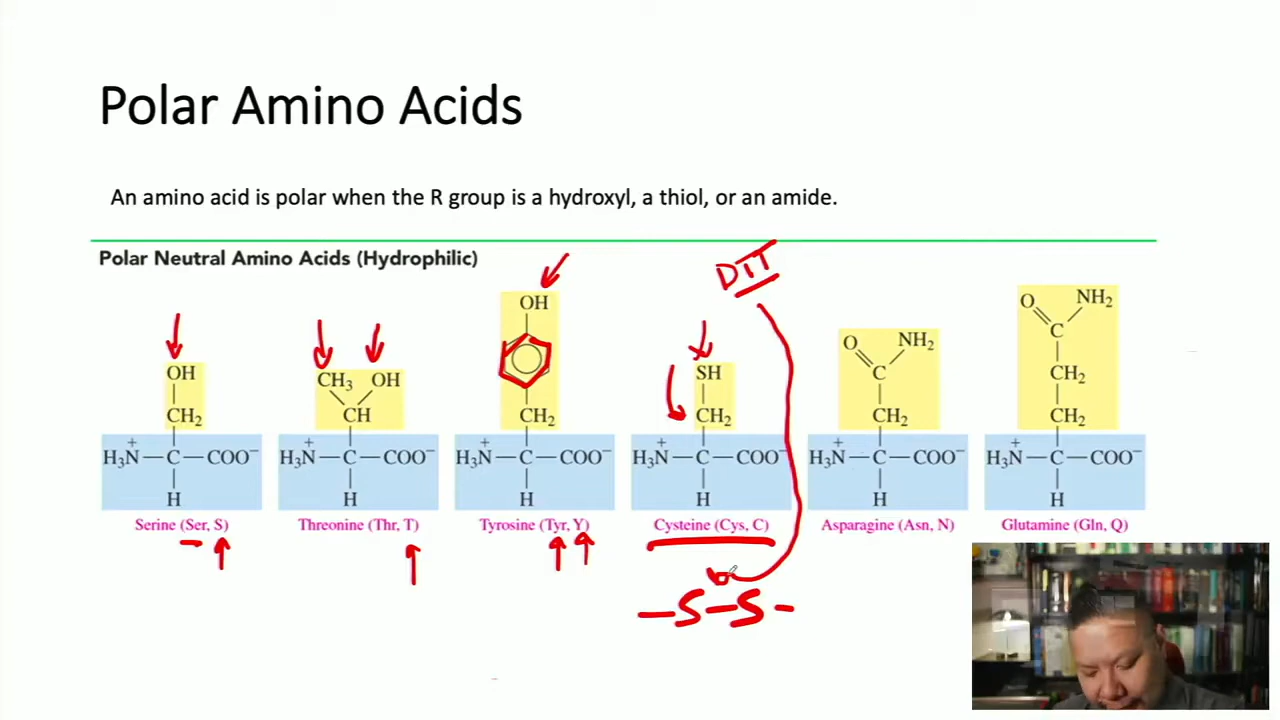 Polar Amino Acids
An amino acid is polar when the R group is a hydroxyl, a thiol, or an amide.
Polar Neutral Amino Acids (Hydrophilic)
DIT
OH
CH₃ OH
CH
OH
CH₂
SH
CH₂
O NH₂
C
CH₂
O NH₂
C
CH₂
CH₂
OH
CH₂
H₃N⁺—C—COO⁻ H₃N⁺—C—COO⁻ H₃N⁺—C—COO⁻ H₃N⁺—C—COO⁻ H₃N⁺—C—COO⁻ H₃N⁺—C—COO⁻
H H H H H H
Serine (Ser, S) Threonine (Thr, T) Tyrosine (Tyr, Y) Cysteine (Cys, C) Asparagine (Asn, N) Glutamine (Gln, Q)
—S—S—